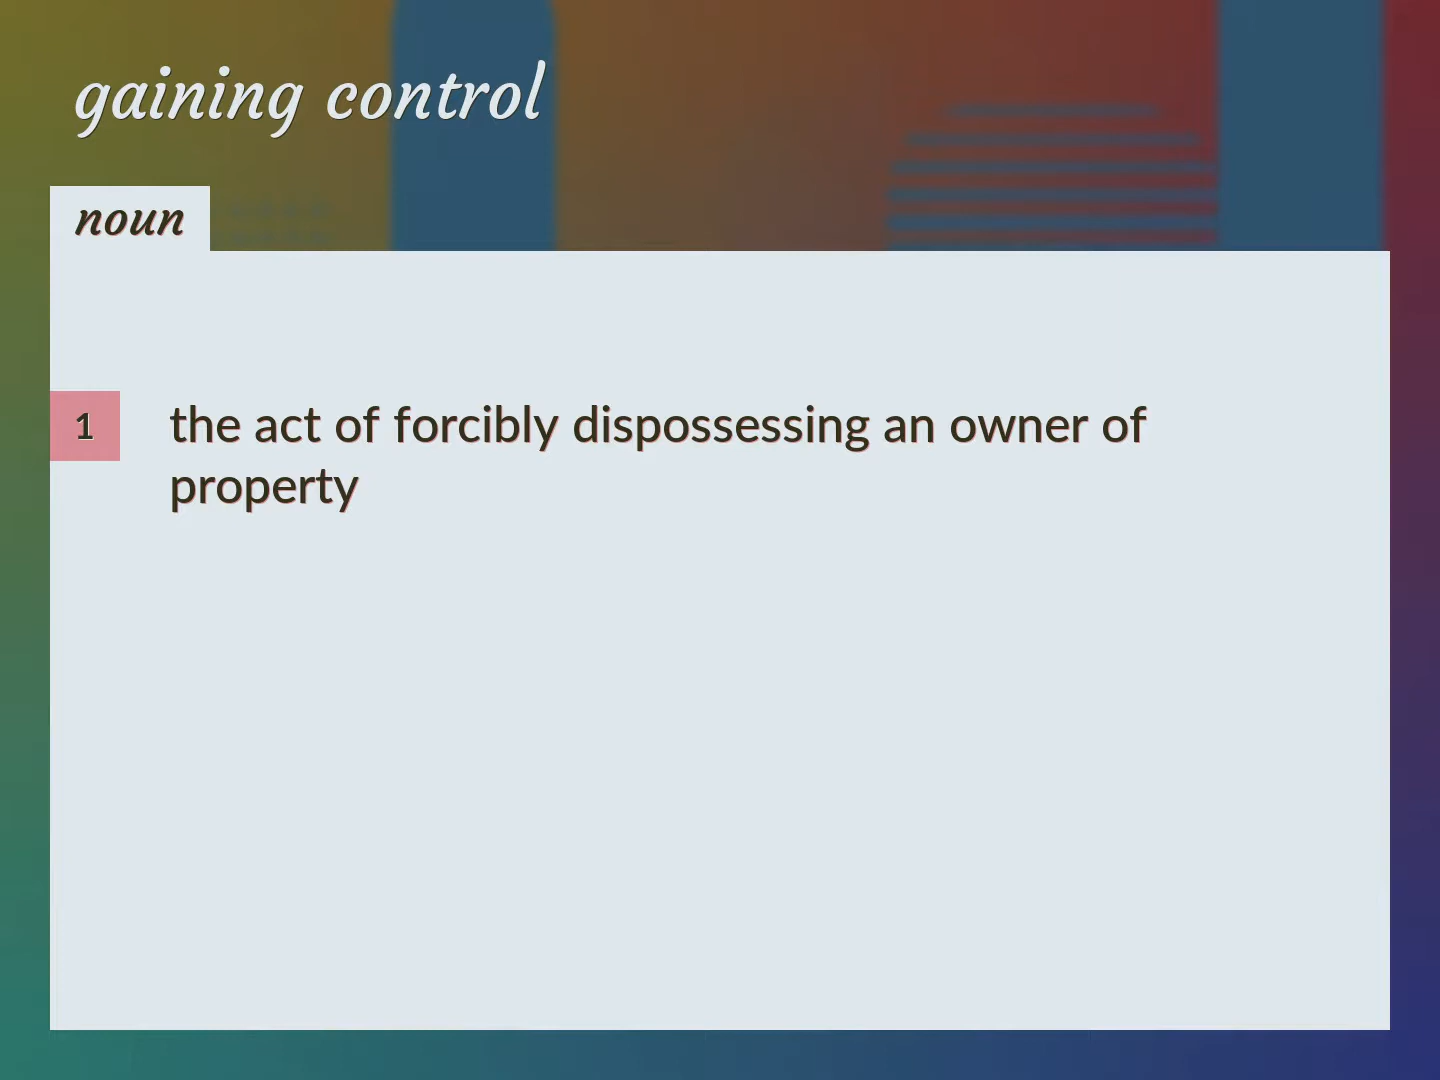 gaining control
noun
1
the act of forcibly dispossessing an owner of
property